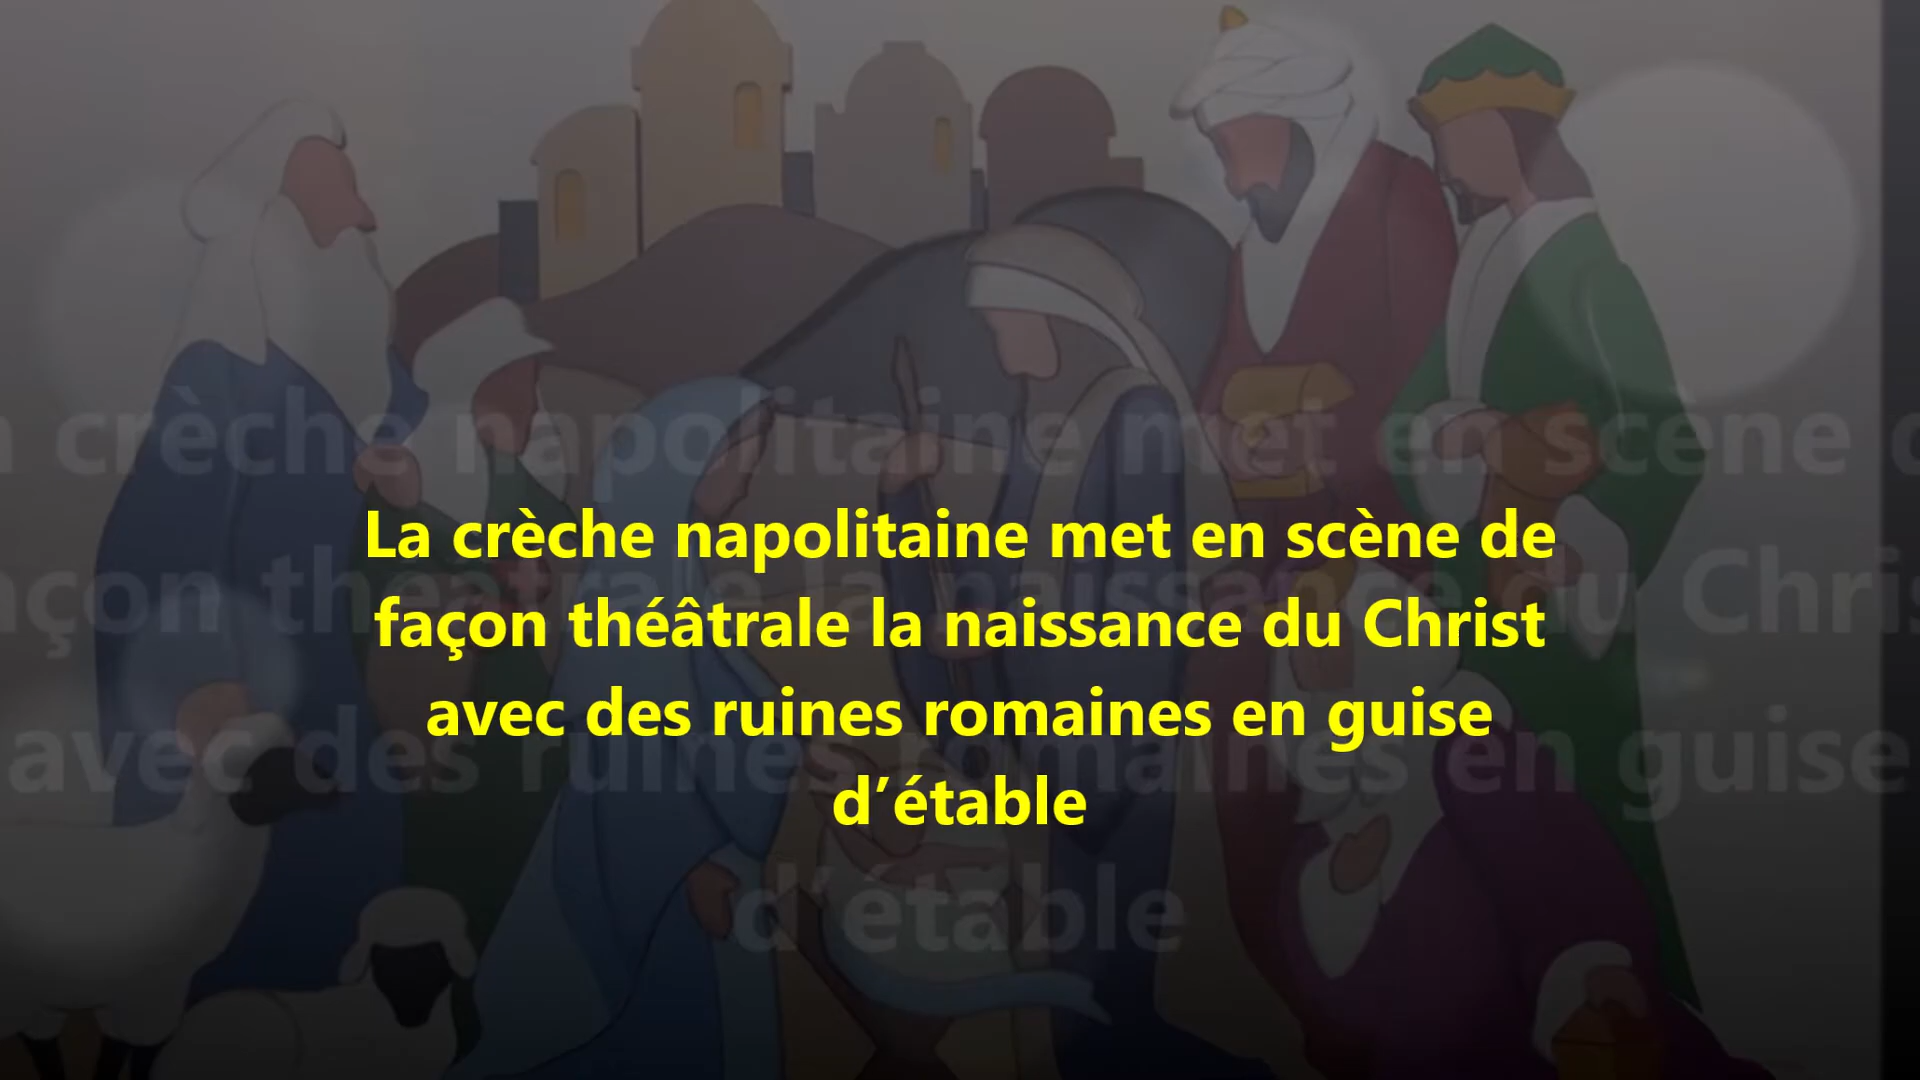 La crèche napolitaine met en scène de
façon théâtrale la naissance du Christ
avec des ruines romaines en guise
d’étable